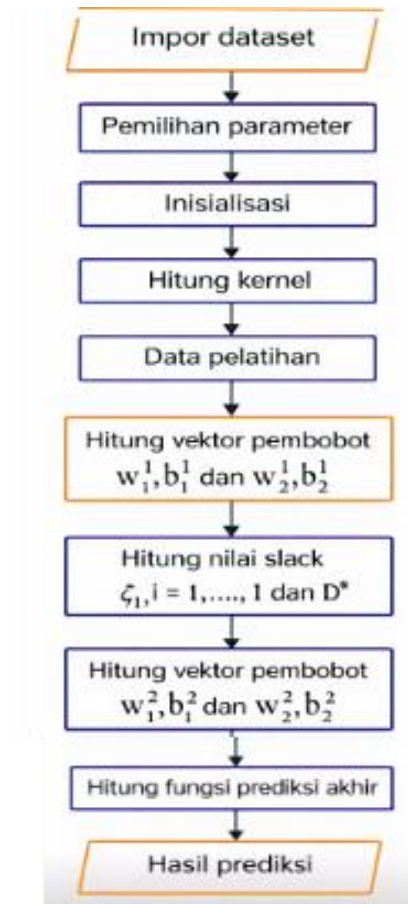 Impor dataset
Pemilihan parameter
Inisialisasi
Hitung kernel
Data pelatihan
Hitung vektor pembobot
w₁¹,b₁¹ dan w₂¹,b₂¹
Hitung nilai slack
ζ₁,i = 1,...., 1 dan D*
Hitung vektor pembobot
w₁²,b₁² dan w₂²,b₂²
Hitung fungsi prediksi akhir
Hasil prediksi